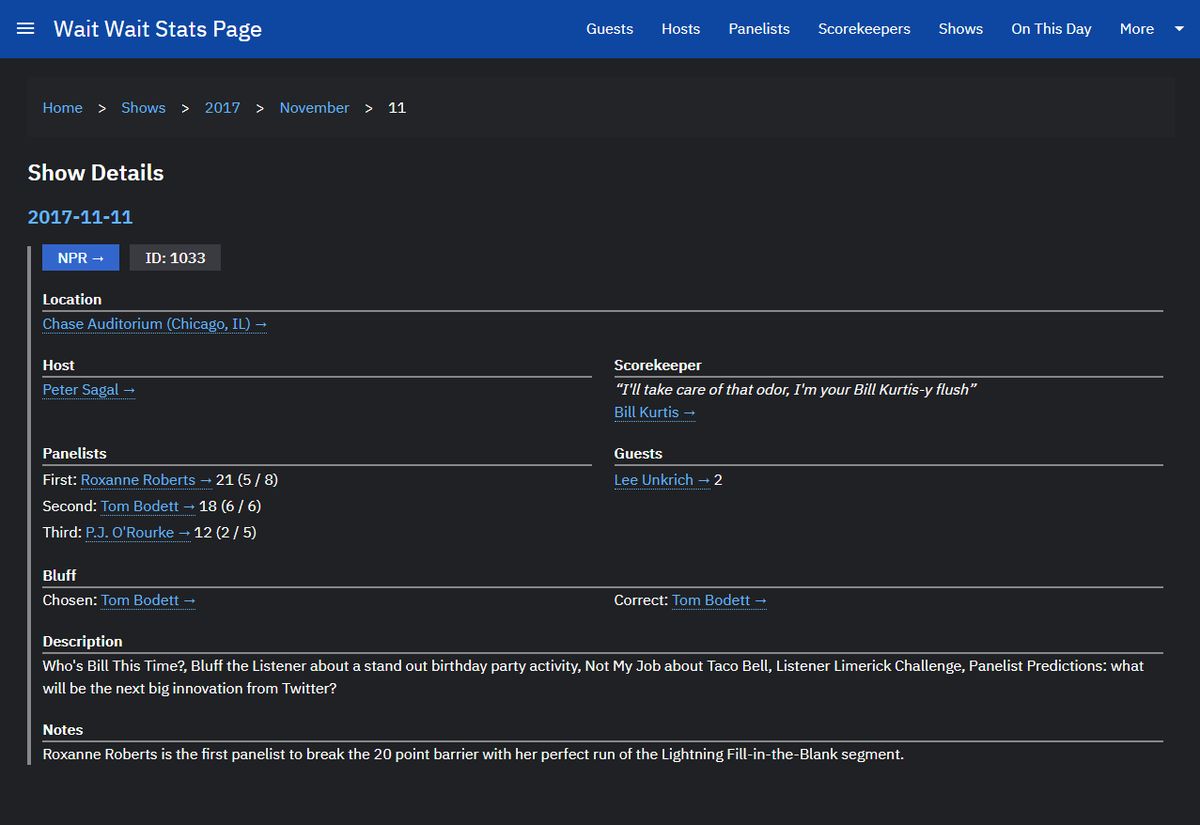 Wait Wait Stats Page
Guests Hosts Panelists Scorekeepers Shows On This Day More
Home > Shows > 2017 > November > 11
Show Details
2017-11-11
NPR → ID: 1033
Location
Chase Auditorium (Chicago, IL) →
Host
Peter Sagal →
Scorekeeper
“I'll take care of that odor, I'm your Bill Kurtis-y flush”
Bill Kurtis →
Panelists
First: Roxanne Roberts → 21 (5 / 8)
Second: Tom Bodett → 18 (6 / 6)
Third: P.J. O'Rourke → 12 (2 / 5)
Guests
Lee Unkrich → 2
Bluff
Chosen: Tom Bodett →
Correct: Tom Bodett →
Description
Who's Bill This Time?, Bluff the Listener about a stand out birthday party activity, Not My Job about Taco Bell, Listener Limerick Challenge, Panelist Predictions: what
will be the next big innovation from Twitter?
Notes
Roxanne Roberts is the first panelist to break the 20 point barrier with her perfect run of the Lightning Fill-in-the-Blank segment.